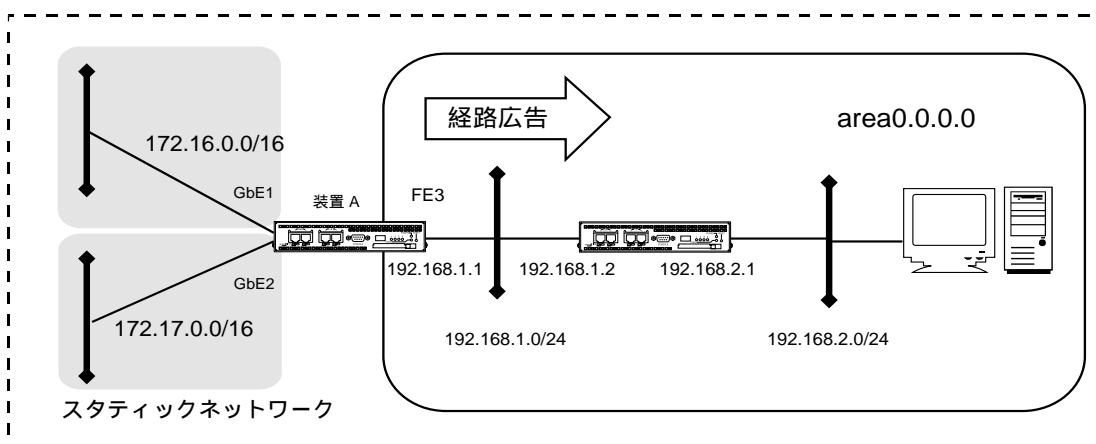 経路広告
area0.0.0.0
172.16.0.0/16
GbE1
装置 A
FE3
GbE2
192.168.1.1
192.168.1.2
192.168.2.1
172.17.0.0/16
192.168.1.0/24
192.168.2.0/24
スタティックネットワーク